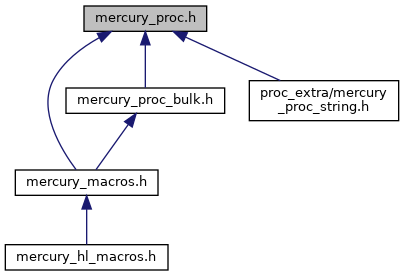 mercury_proc.h
mercury_proc_bulk.h
proc_extra/mercury
_proc_string.h
mercury_macros.h
mercury_hl_macros.h